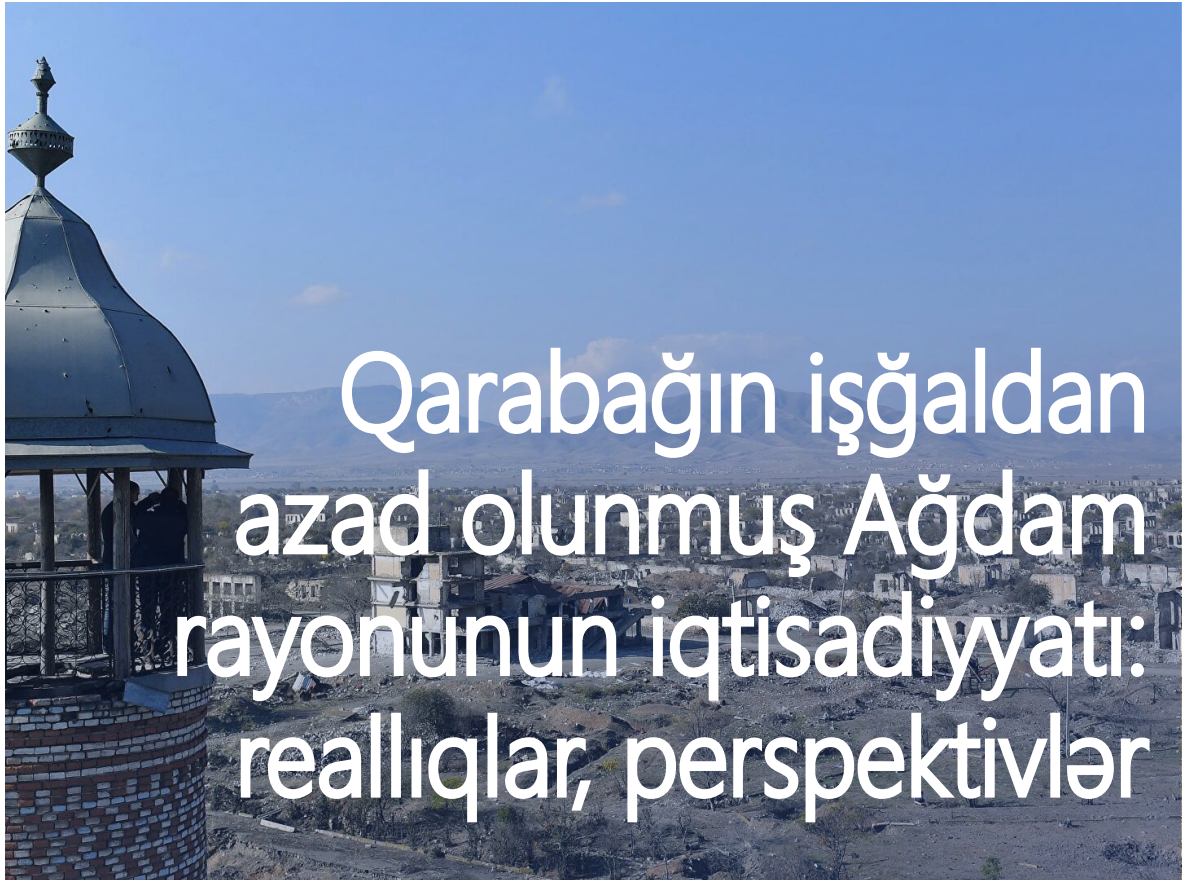 Qarabağın işğaldan
azad olunmuş Ağdam
rayonunun iqtisadiyyatı:
reallıqlar, perspektivlər